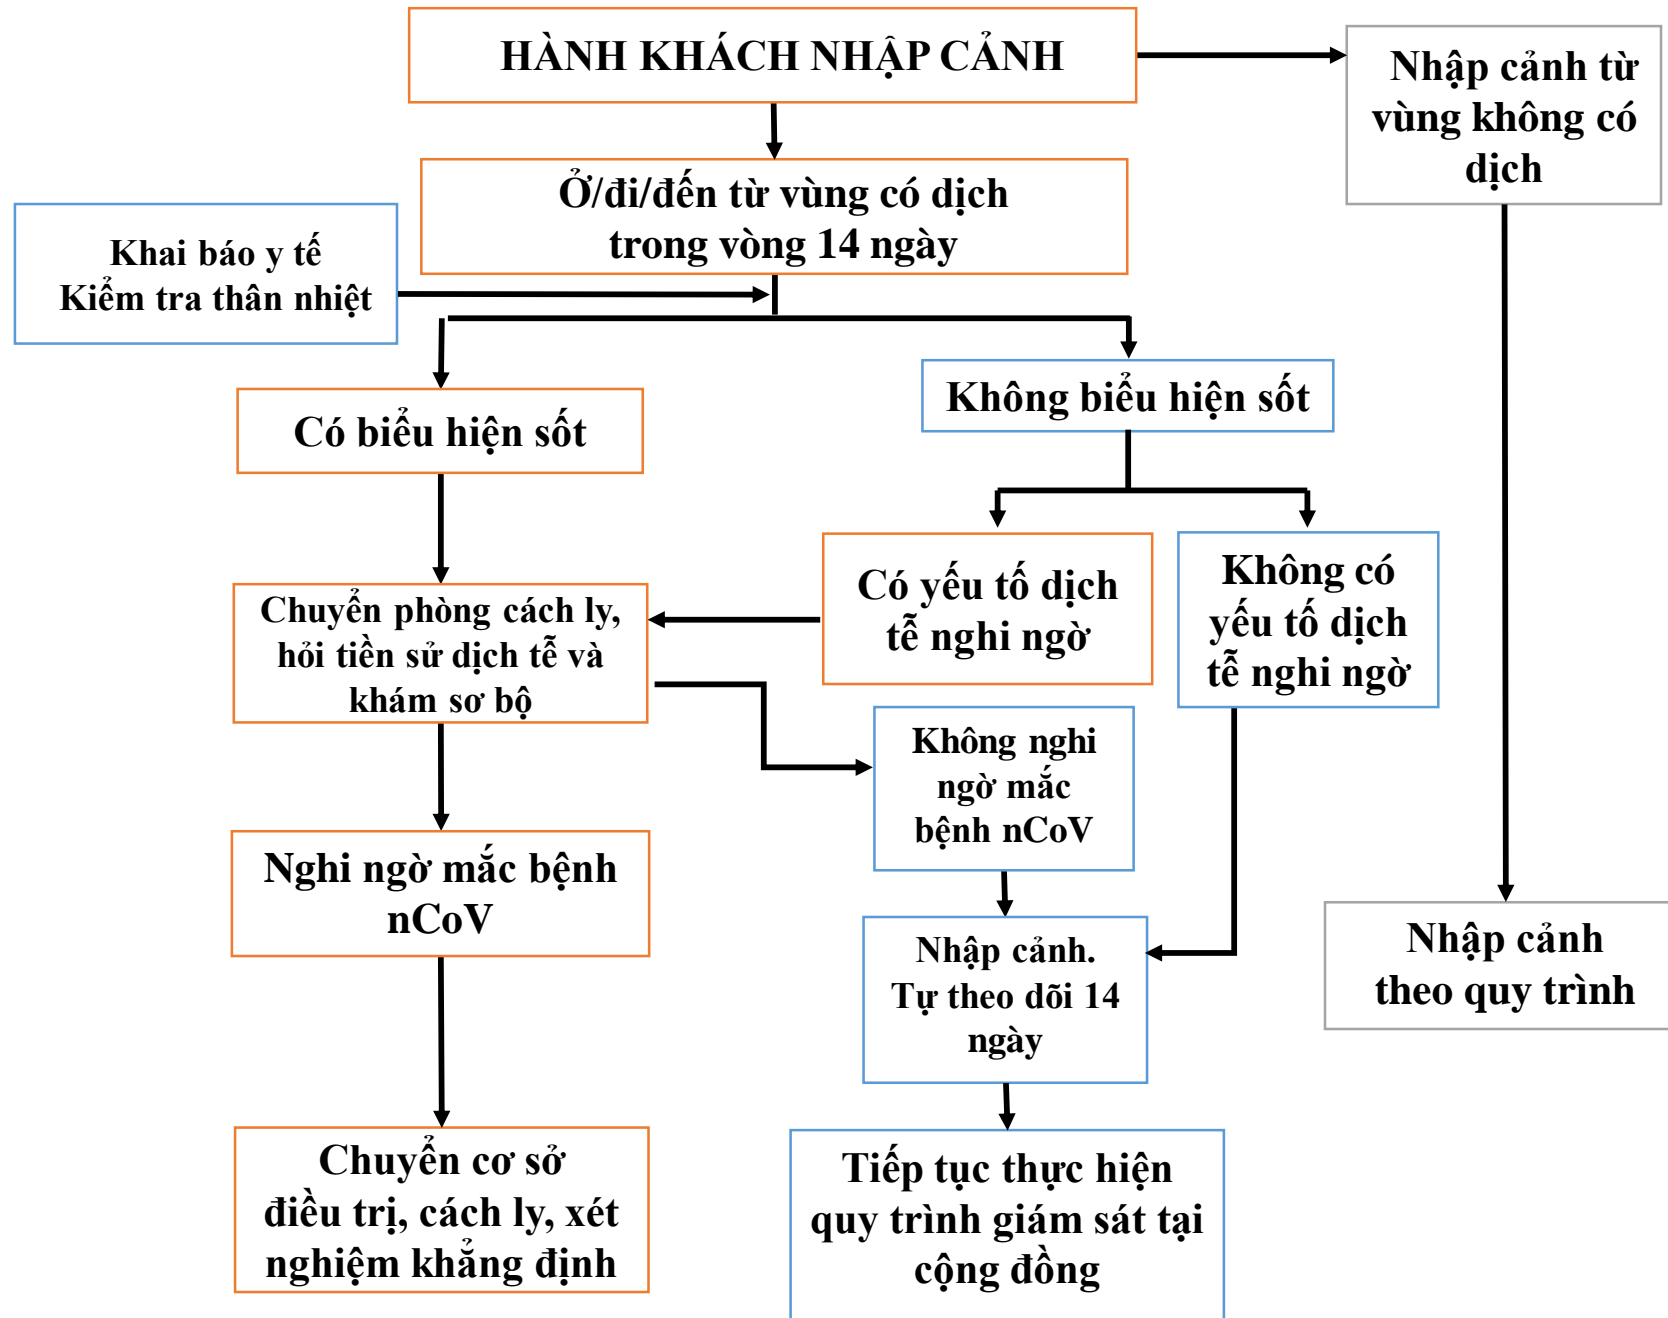 HÀNH KHÁCH NHẬP CẢNH
Nhập cảnh từ
vùng không có
dịch
Ở/đi/đến từ vùng có dịch
trong vòng 14 ngày
Khai báo y tế
Kiểm tra thân nhiệt
Không biểu hiện sốt
Có biểu hiện sốt
Có yếu tố dịch
tễ nghi ngờ
Không có
yếu tố dịch
tễ nghi ngờ
Chuyển phòng cách ly,
hỏi tiền sử dịch tễ và
khám sơ bộ
Không nghi
ngờ mắc
bệnh nCoV
Nghi ngờ mắc bệnh
nCoV
Nhập cảnh.
Tự theo dõi 14
ngày
Nhập cảnh
theo quy trình
Chuyển cơ sở
điều trị, cách ly, xét
nghiệm khẳng định
Tiếp tục thực hiện
quy trình giám sát tại
cộng đồng